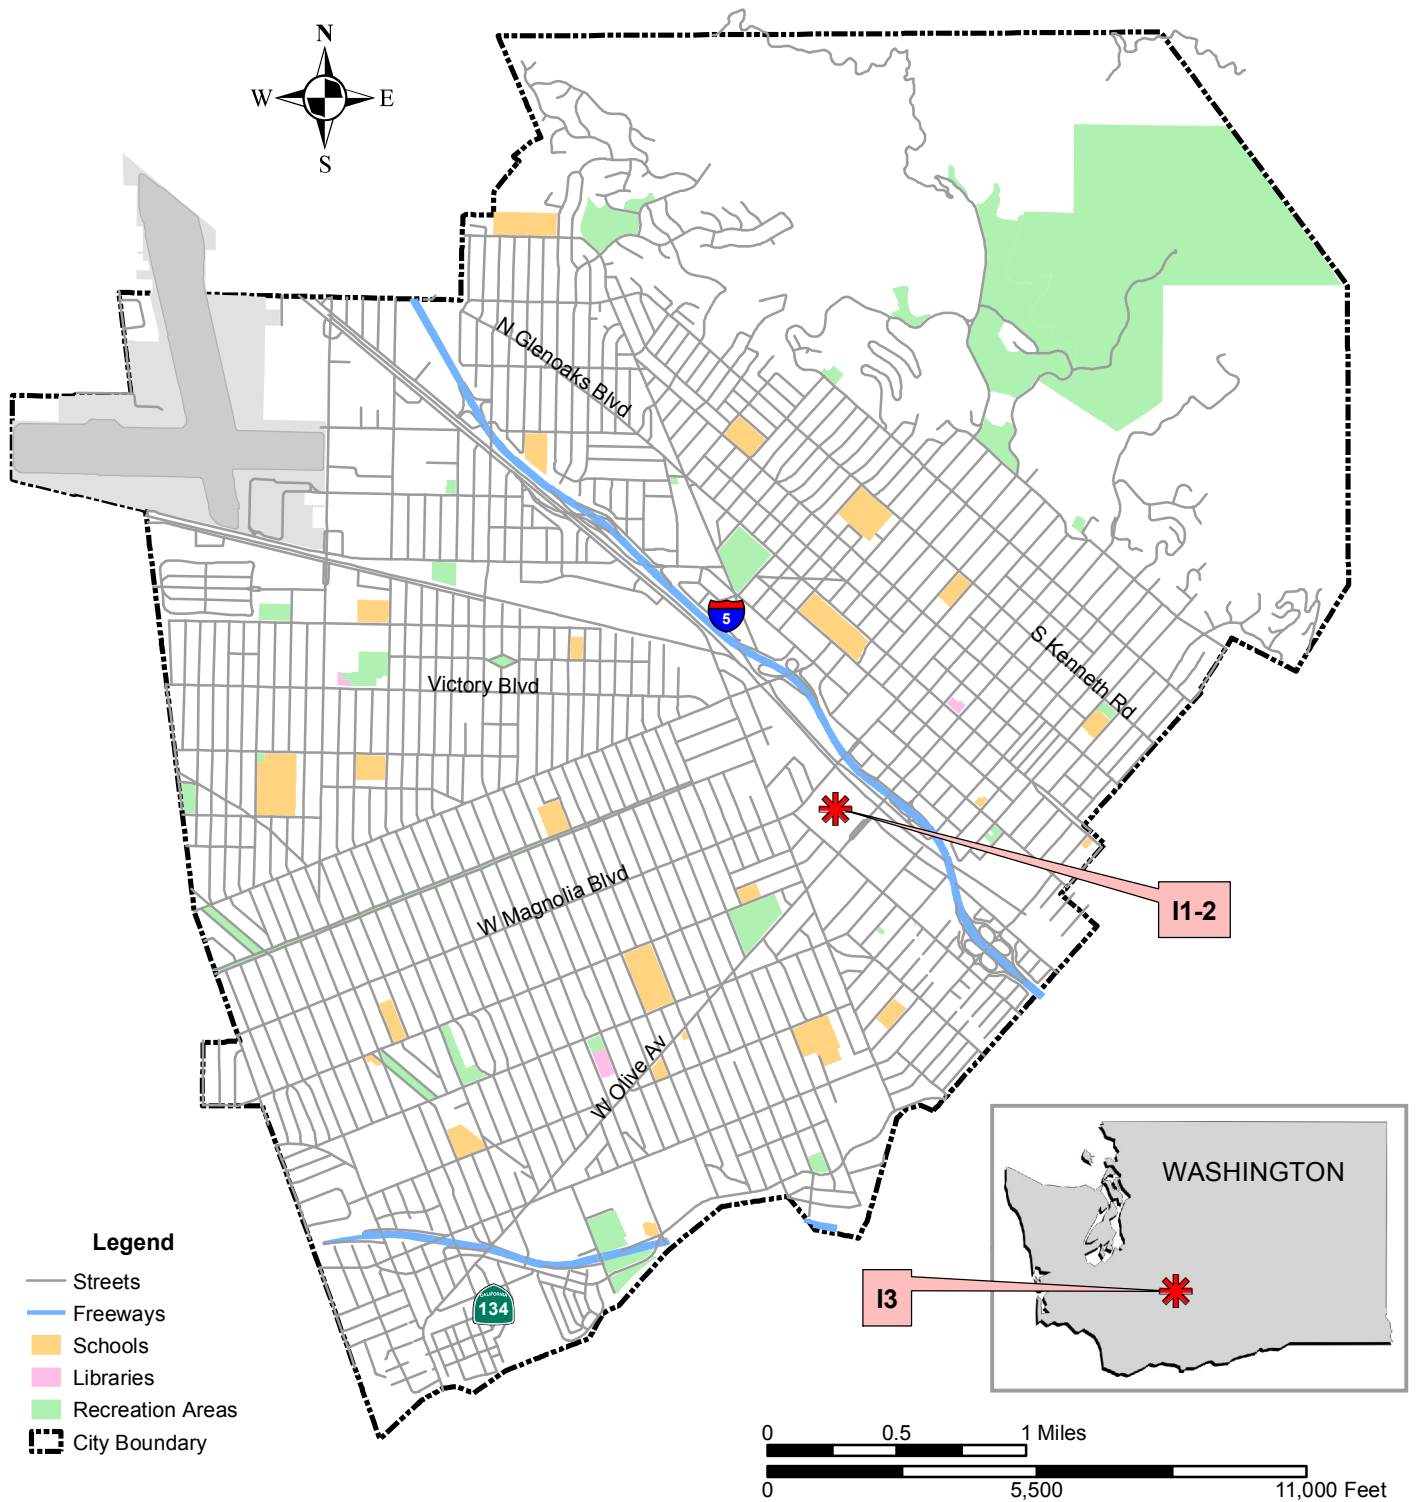 N
W E
S
N Glenoaks Blvd
5
S Kenneth Rd
Victory Blvd
I1-2
W Magnolia Blvd
W Olive Av
WASHINGTON
I3
CALIFORNIA
134
Legend
Streets
Freeways
Schools
Libraries
Recreation Areas
City Boundary
0 0.5 1 Miles
0 5,500 11,000 Feet